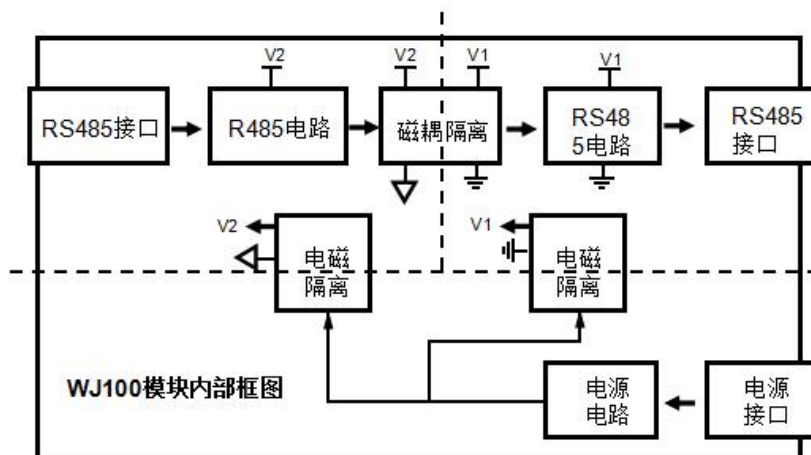 V2
V2
V1
V1
RS485接口
R485电路
磁耦隔离
RS48
5电路
RS485
接口
V2
电磁
隔离
V1
电磁
隔离
WJ100模块内部框图
电源
电路
电源
接口